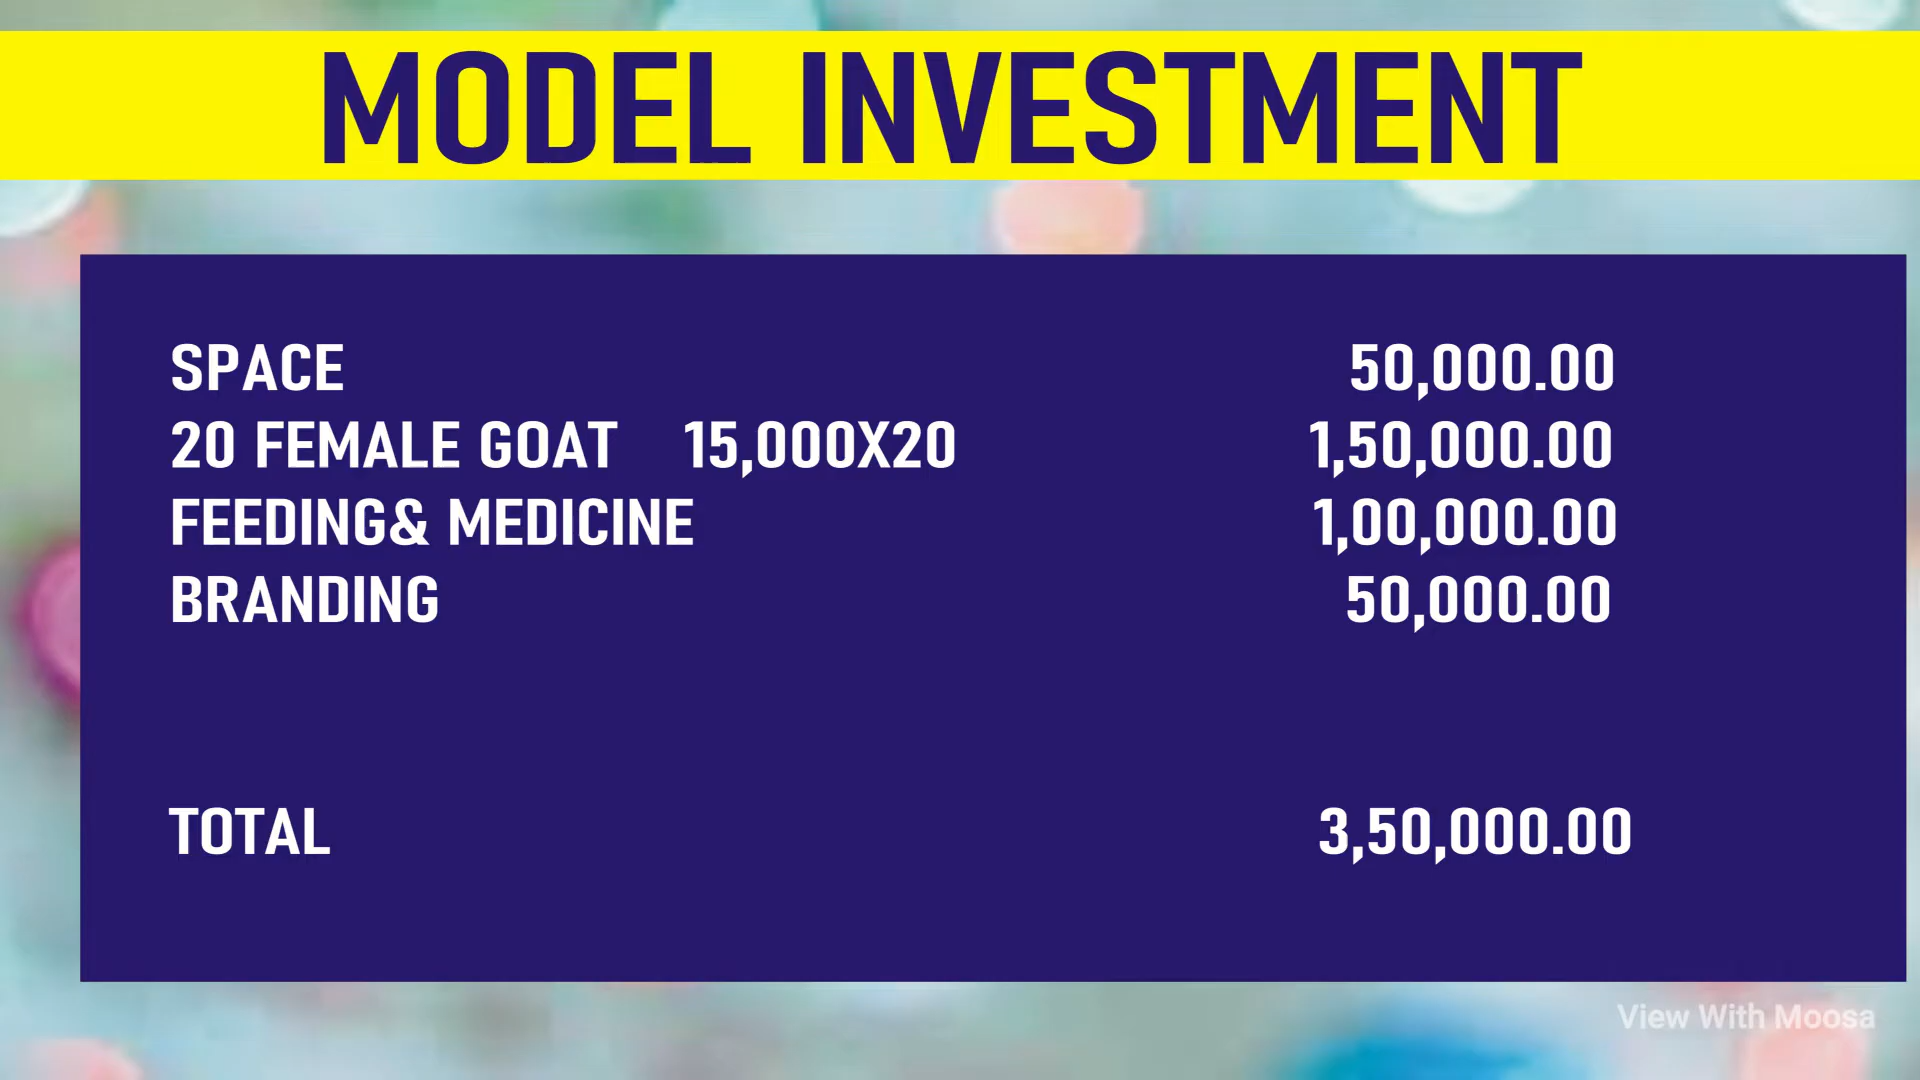 MODEL INVESTMENT
SPACE 50,000.00
20 FEMALE GOAT 15,000X20 1,50,000.00
FEEDING& MEDICINE 1,00,000.00
BRANDING 50,000.00
TOTAL 3,50,000.00
View With Moosa